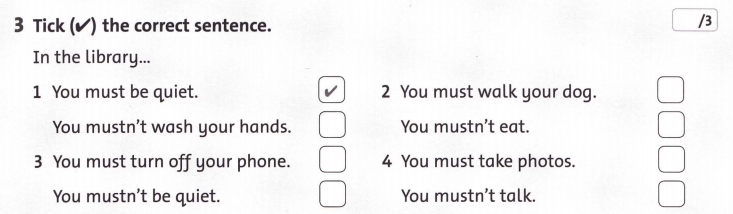 3 Tick (✔) the correct sentence. /3
In the library...
1 You must be quiet. ✔
You mustn't wash your hands.
2 You must walk your dog.
You mustn't eat.
3 You must turn off your phone.
You mustn't be quiet.
4 You must take photos.
You mustn't talk.